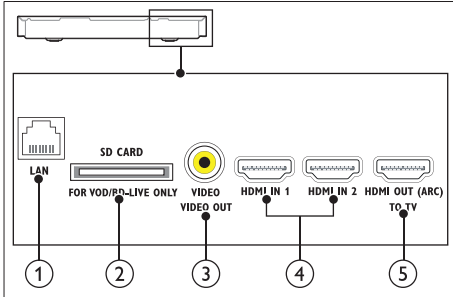 LAN
SD CARD
FOR VOD/BD-LIVE ONLY
VIDEO
VIDEO OUT
HDMI IN 1
HDMI IN 2
HDMI OUT (ARC)
TO TV
1
2
3
4
5